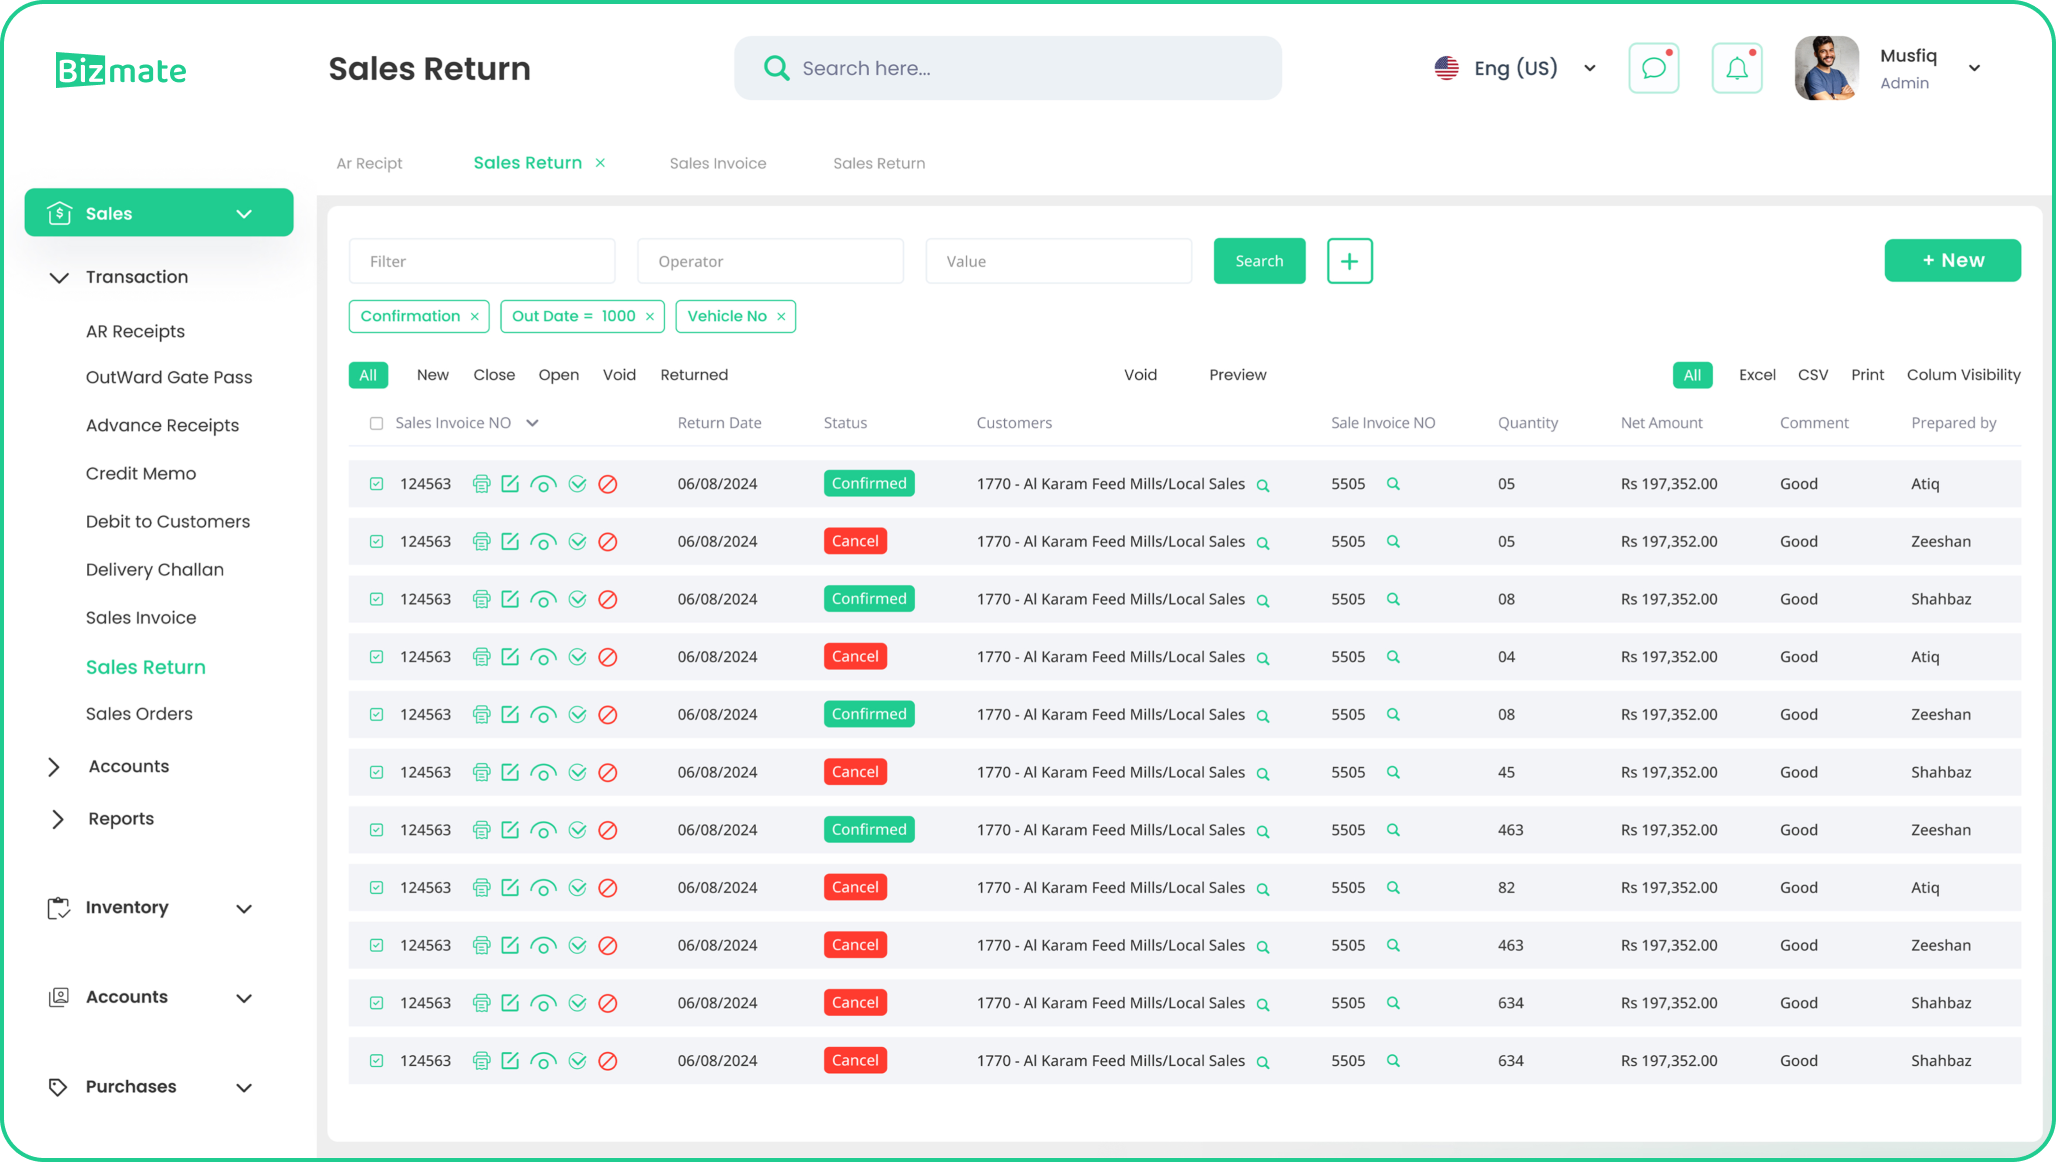 Bizmate
Sales Return
Search here...
Eng (US)
Musfiq
Admin
Ar Recipt
Sales Return ×
Sales Invoice
Sales Return
Sales
Transaction
AR Receipts
OutWard Gate Pass
Advance Receipts
Credit Memo
Debit to Customers
Delivery Challan
Sales Invoice
Sales Return
Sales Orders
Accounts
Reports
Inventory
Accounts
Purchases
Filter
Operator
Value
Search
+
+ New
Confirmation ×
Out Date = 1000 ×
Vehicle No ×
All New Close Open Void Returned Void Preview All Excel CSV Print Colum Visibility
Sales Invoice NO Return Date Status Customers Sale Invoice NO Quantity Net Amount Comment Prepared by
124563 06/08/2024 Confirmed 1770 - Al Karam Feed Mills/Local Sales 5505 05 Rs 197,352.00 Good Atiq
124563 06/08/2024 Cancel 1770 - Al Karam Feed Mills/Local Sales 5505 05 Rs 197,352.00 Good Zeeshan
124563 06/08/2024 Confirmed 1770 - Al Karam Feed Mills/Local Sales 5505 08 Rs 197,352.00 Good Shahbaz
124563 06/08/2024 Cancel 1770 - Al Karam Feed Mills/Local Sales 5505 04 Rs 197,352.00 Good Atiq
124563 06/08/2024 Confirmed 1770 - Al Karam Feed Mills/Local Sales 5505 08 Rs 197,352.00 Good Zeeshan
124563 06/08/2024 Cancel 1770 - Al Karam Feed Mills/Local Sales 5505 45 Rs 197,352.00 Good Shahbaz
124563 06/08/2024 Confirmed 1770 - Al Karam Feed Mills/Local Sales 5505 463 Rs 197,352.00 Good Zeeshan
124563 06/08/2024 Cancel 1770 - Al Karam Feed Mills/Local Sales 5505 82 Rs 197,352.00 Good Atiq
124563 06/08/2024 Cancel 1770 - Al Karam Feed Mills/Local Sales 5505 463 Rs 197,352.00 Good Zeeshan
124563 06/08/2024 Cancel 1770 - Al Karam Feed Mills/Local Sales 5505 634 Rs 197,352.00 Good Shahbaz
124563 06/08/2024 Cancel 1770 - Al Karam Feed Mills/Local Sales 5505 634 Rs 197,352.00 Good Shahbaz